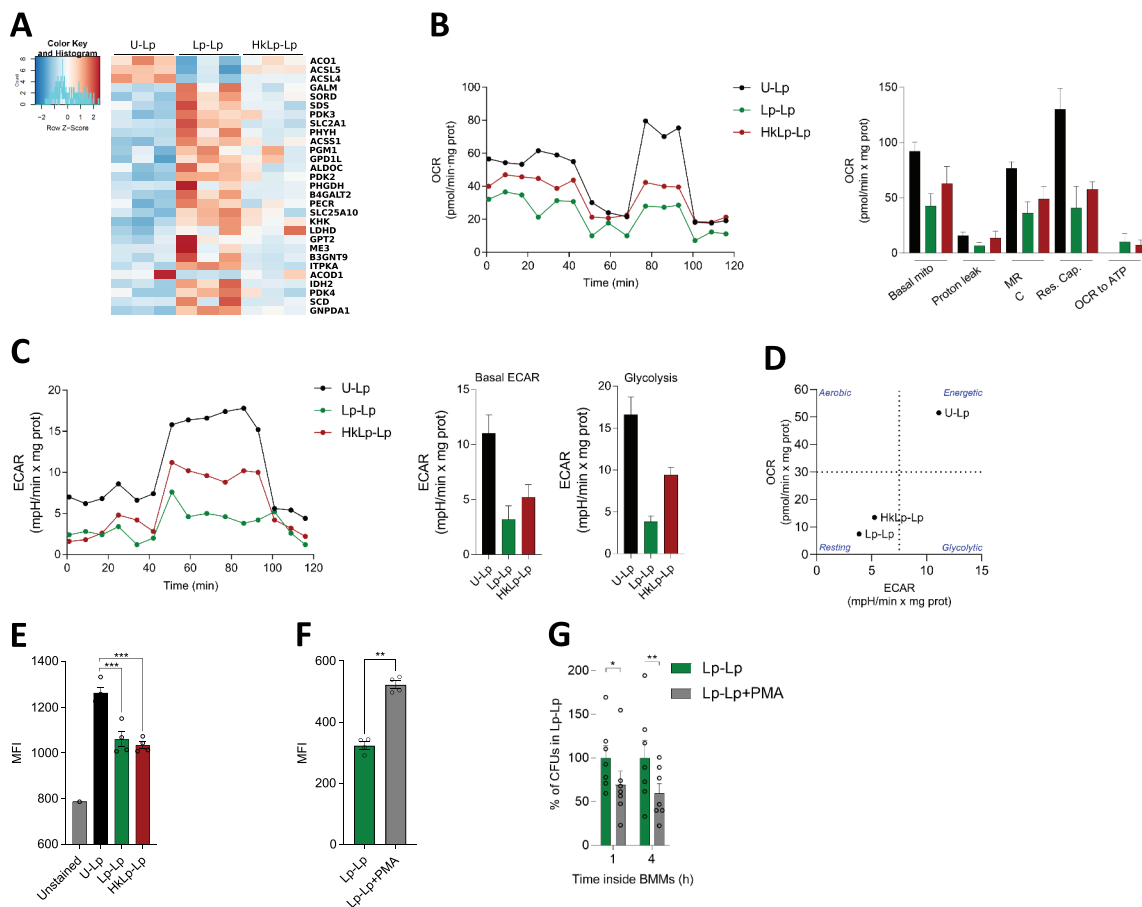 A
Color Key
and Histogram
Count
0 2 4 6 8
−2 −1 0 1 2
Row Z−Score
U-Lp Lp-Lp HkLp-Lp
ACO1
ACSL5
ACSL4
GALM
SORD
SDS
PDK3
SLC2A1
PHYH
ACSS1
PGM1
GPD1L
ALDOC
PDK2
PHGDH
B4GALT2
PECR
SLC25A10
KHK
LDHD
GPT2
ME3
B3GNT9
ITPKA
ACOD1
IDH2
PDK4
SCD
GNPDA1
B
OCR
(pmol/min·mg prot)
100
80
60
40
20
0
0 20 40 60 80 100 120
Time (min)
U-Lp
Lp-Lp
HkLp-Lp
OCR
(pmol/min x mg prot)
150
100
50
0
Basal mito
Proton leak
MR
C
Res. Cap.
OCR to ATP
C
ECAR
(mpH/min x mg prot)
20
15
10
5
0
0 20 40 60 80 100 120
Time (min)
U-Lp
Lp-Lp
HkLp-Lp
Basal ECAR
ECAR
(mpH/min x mg prot)
15
10
5
0
U-Lp
Lp-Lp
HkLp-Lp
Glycolysis
ECAR
(mpH/min x mg prot)
20
15
10
5
0
U-Lp
Lp-Lp
HkLp-Lp
D
OCR
(pmol/min x mg prot)
60
50
40
30
20
10
0
Aerobic
Energetic
U-Lp
HkLp-Lp
Lp-Lp
Resting
Glycolytic
0 5 10 15
ECAR
(mpH/min x mg prot)
E
MFI
1400
1200
1000
800
600
***
***
Unstained
U-Lp
Lp-Lp
HkLp-Lp
F
MFI
600
400
200
0
**
Lp-Lp
Lp-Lp+PMA
G
% of CFUs in Lp-Lp
200
150
100
50
0
*
**
1 4
Time inside BMMs (h)
Lp-Lp
Lp-Lp+PMA